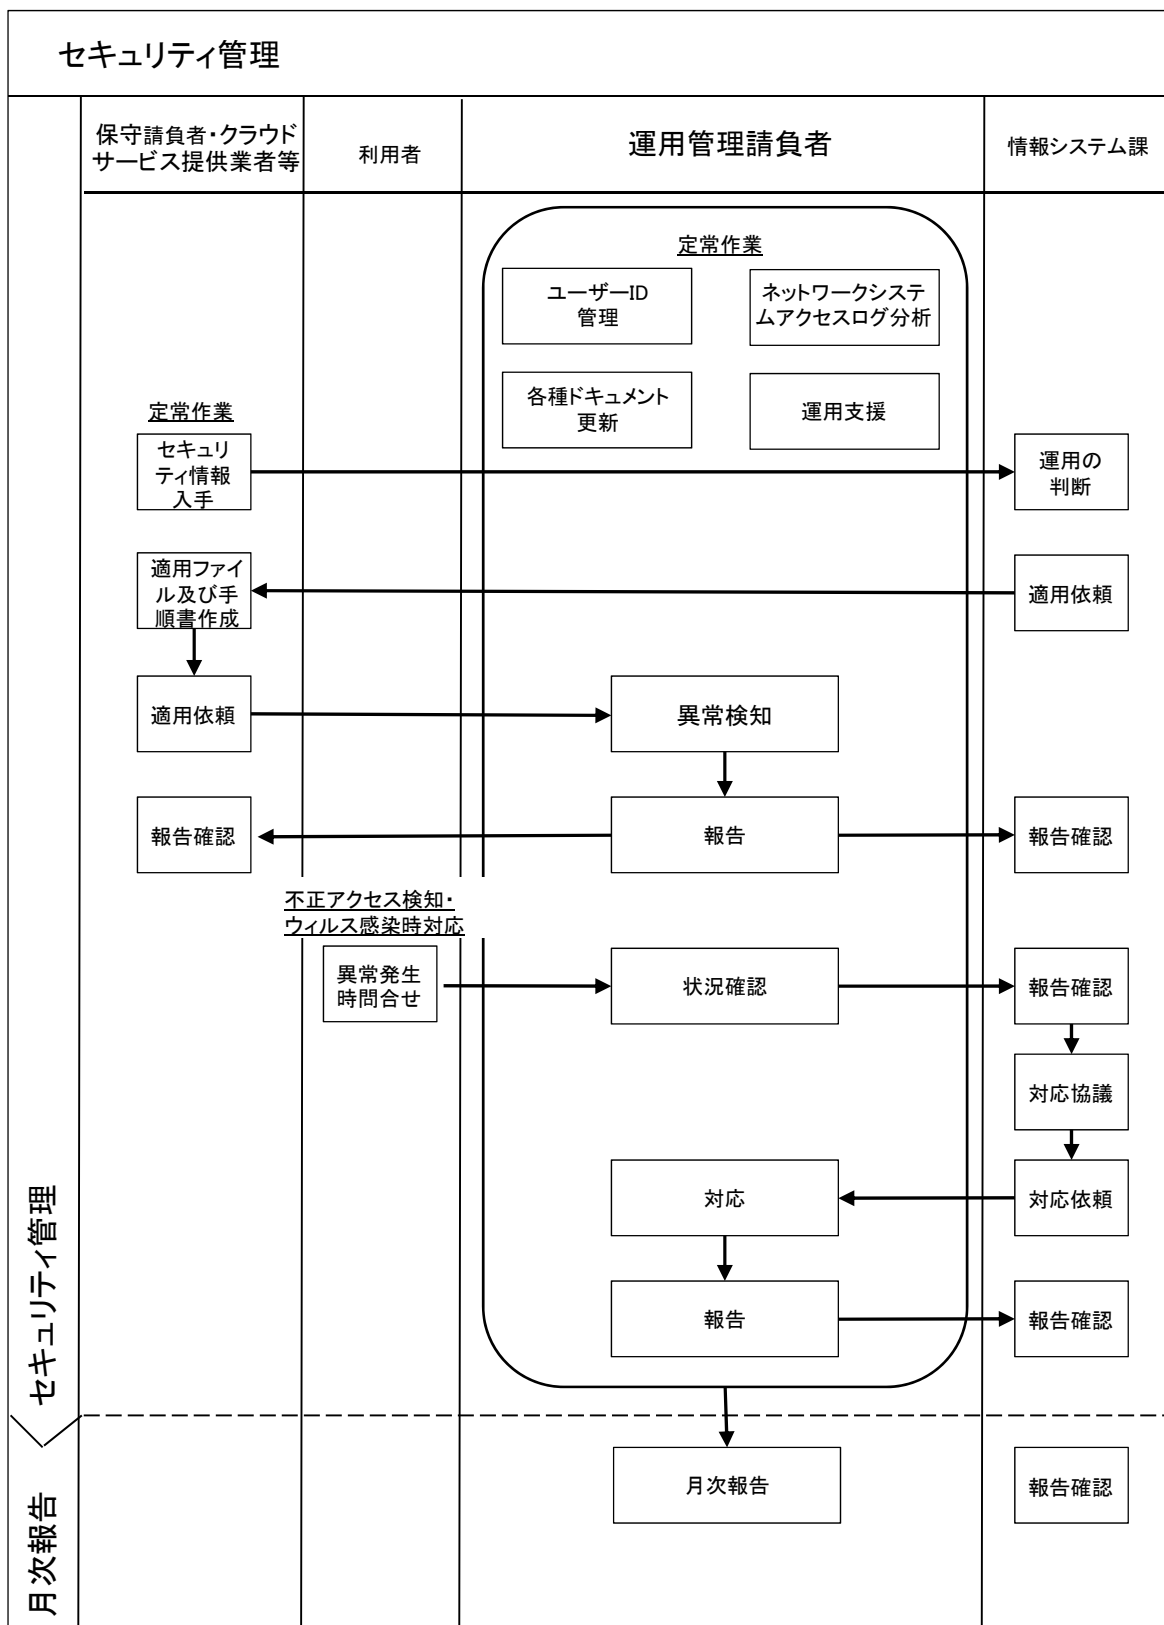 セキュリティ管理
保守請負者・クラウド
サービス提供業者等
利用者
運用管理請負者
情報システム課
定常作業
ユーザーID
管理
ネットワークシステ
ムアクセスログ分析
各種ドキュメント
更新
運用支援
定常作業
セキュリ
ティ情報
入手
運用の
判断
適用ファイ
ル及び手
順書作成
適用依頼
適用依頼
異常検知
報告確認
報告
報告確認
不正アクセス検知・
ウィルス感染時対応
異常発生
時問合せ
状況確認
報告確認
対応協議
対応
対応依頼
報告
報告確認
セキュリティ管理
月次報告
報告確認
月次報告